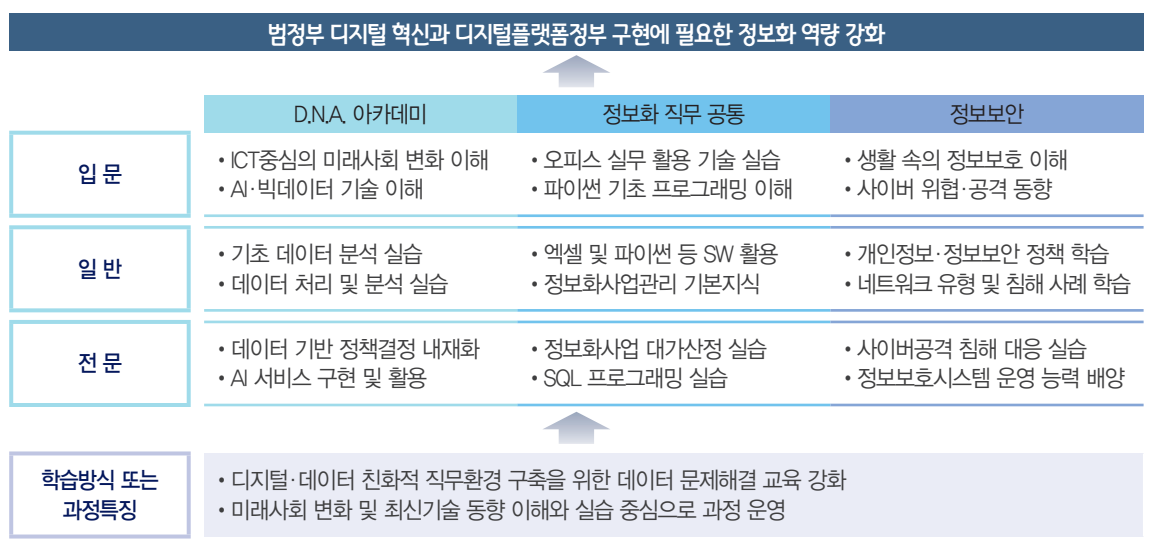 범정부 디지털 혁신과 디지털플랫폼정부 구현에 필요한 정보화 역량 강화
D.N.A. 아카데미
정보화 직무 공통
정보보안
입 문
• ICT중심의 미래사회 변화 이해
• AI·빅데이터 기술 이해
• 오피스 실무 활용 기술 실습
• 파이썬 기초 프로그래밍 이해
• 생활 속의 정보보호 이해
• 사이버 위협·공격 동향
일 반
• 기초 데이터 분석 실습
• 데이터 처리 및 분석 실습
• 엑셀 및 파이썬 등 SW 활용
• 정보화사업관리 기본지식
• 개인정보·정보보안 정책 학습
• 네트워크 유형 및 침해 사례 학습
전 문
• 데이터 기반 정책결정 내재화
• AI 서비스 구현 및 활용
• 정보화사업 대가산정 실습
• SQL 프로그래밍 실습
• 사이버공격 침해 대응 실습
• 정보보호시스템 운영 능력 배양
학습방식 또는
과정특징
• 디지털·데이터 친화적 직무환경 구축을 위한 데이터 문제해결 교육 강화
• 미래사회 변화 및 최신기술 동향 이해와 실습 중심으로 과정 운영